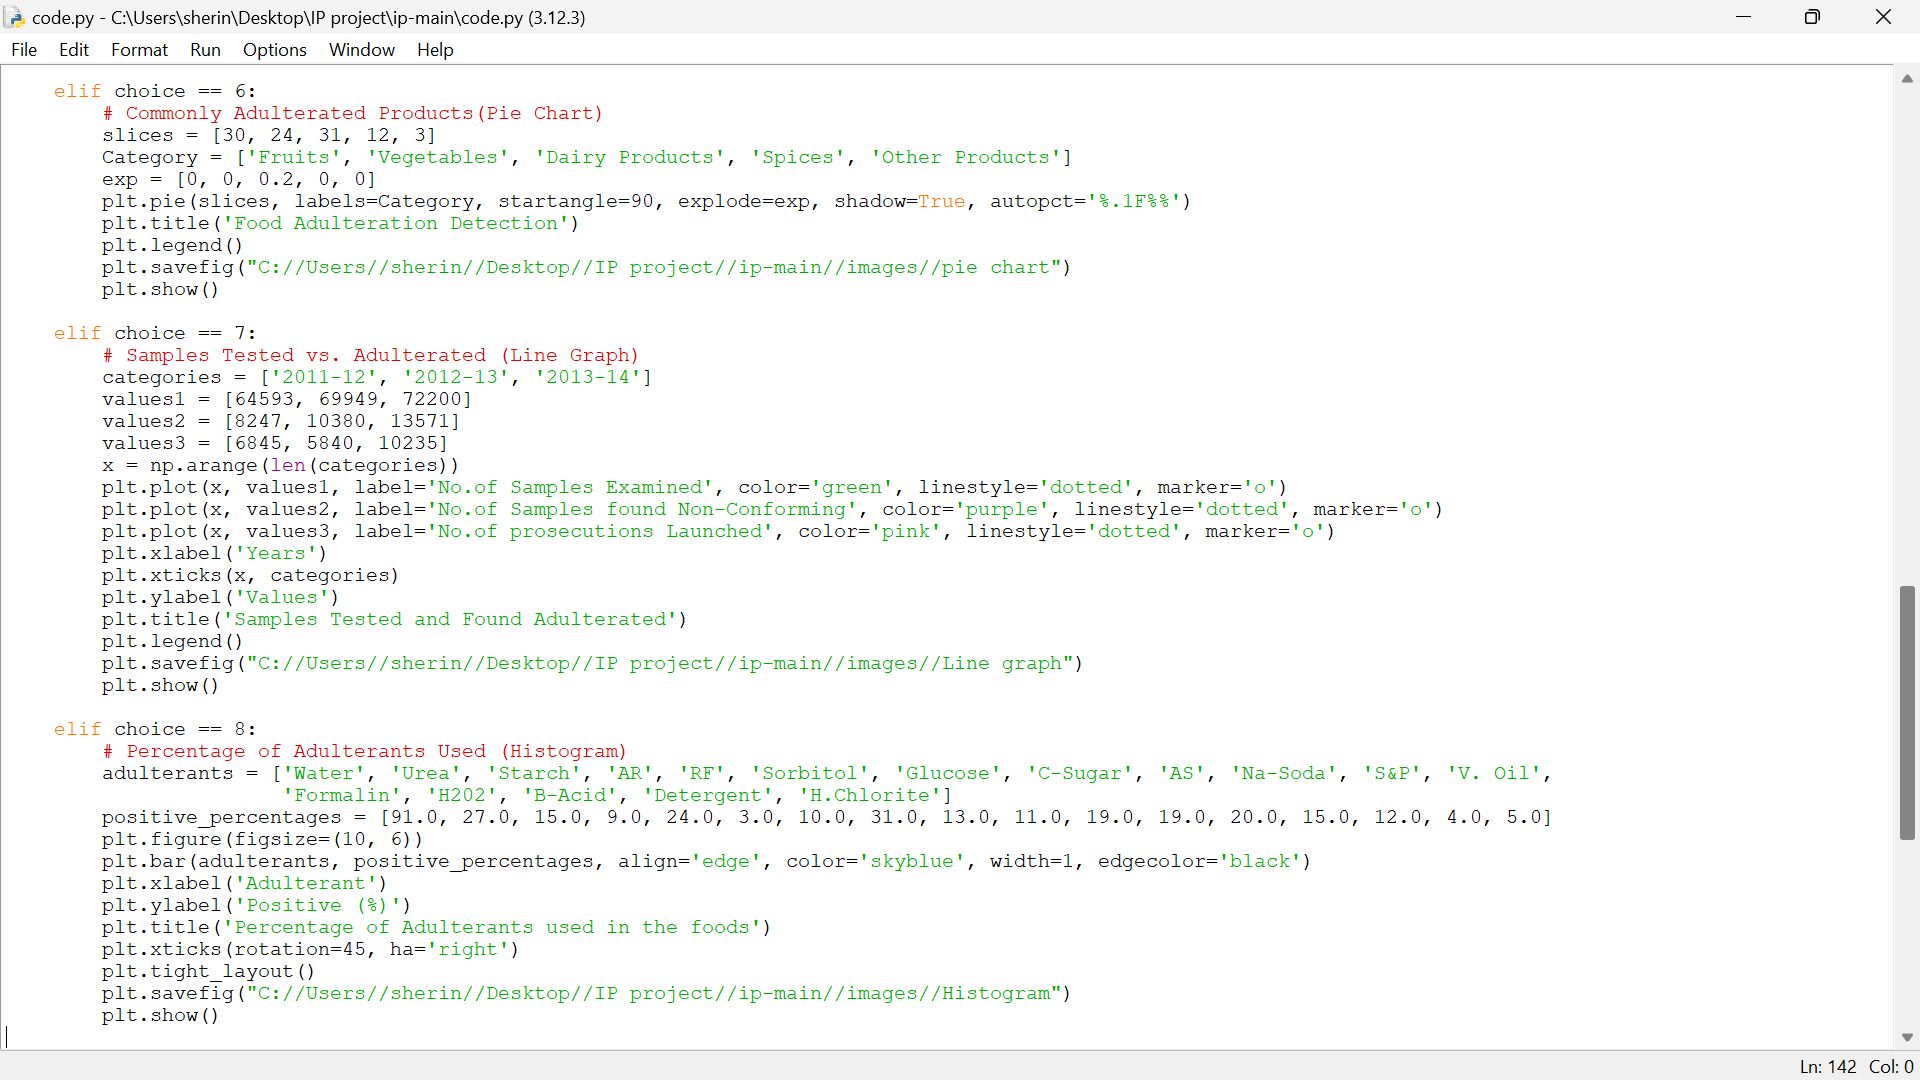 code.py - C:\Users\sherin\Desktop\IP project\ip-main\code.py (3.12.3)
File Edit Format Run Options Window Help
    elif choice == 6:
        # Commonly Adulterated Products(Pie Chart)
        slices = [30, 24, 31, 12, 3]
        Category = ['Fruits', 'Vegetables', 'Dairy Products', 'Spices', 'Other Products']
        exp = [0, 0, 0.2, 0, 0]
        plt.pie(slices, labels=Category, startangle=90, explode=exp, shadow=True, autopct='%.1F%%')
        plt.title('Food Adulteration Detection')
        plt.legend()
        plt.savefig("C://Users//sherin//Desktop//IP project//ip-main//images//pie chart")
        plt.show()

    elif choice == 7:
        # Samples Tested vs. Adulterated (Line Graph)
        categories = ['2011-12', '2012-13', '2013-14']
        values1 = [64593, 69949, 72200]
        values2 = [8247, 10380, 13571]
        values3 = [6845, 5840, 10235]
        x = np.arange(len(categories))
        plt.plot(x, values1, label='No.of Samples Examined', color='green', linestyle='dotted', marker='o')
        plt.plot(x, values2, label='No.of Samples found Non-Conforming', color='purple', linestyle='dotted', marker='o')
        plt.plot(x, values3, label='No.of prosecutions Launched', color='pink', linestyle='dotted', marker='o')
        plt.xlabel('Years')
        plt.xticks(x, categories)
        plt.ylabel('Values')
        plt.title('Samples Tested and Found Adulterated')
        plt.legend()
        plt.savefig("C://Users//sherin//Desktop//IP project//ip-main//images//Line graph")
        plt.show()

    elif choice == 8:
        # Percentage of Adulterants Used (Histogram)
        adulterants = ['Water', 'Urea', 'Starch', 'AR', 'RF', 'Sorbitol', 'Glucose', 'C-Sugar', 'AS', 'Na-Soda', 'S&P', 'V. Oil',
                       'Formalin', 'H202', 'B-Acid', 'Detergent', 'H.Chlorite']
        positive_percentages = [91.0, 27.0, 15.0, 9.0, 24.0, 3.0, 10.0, 31.0, 13.0, 11.0, 19.0, 19.0, 20.0, 15.0, 12.0, 4.0, 5.0]
        plt.figure(figsize=(10, 6))
        plt.bar(adulterants, positive_percentages, align='edge', color='skyblue', width=1, edgecolor='black')
        plt.xlabel('Adulterant')
        plt.ylabel('Positive (%)')
        plt.title('Percentage of Adulterants used in the foods')
        plt.xticks(rotation=45, ha='right')
        plt.tight_layout()
        plt.savefig("C://Users//sherin//Desktop//IP project//ip-main//images//Histogram")
        plt.show()
Ln: 142 Col: 0